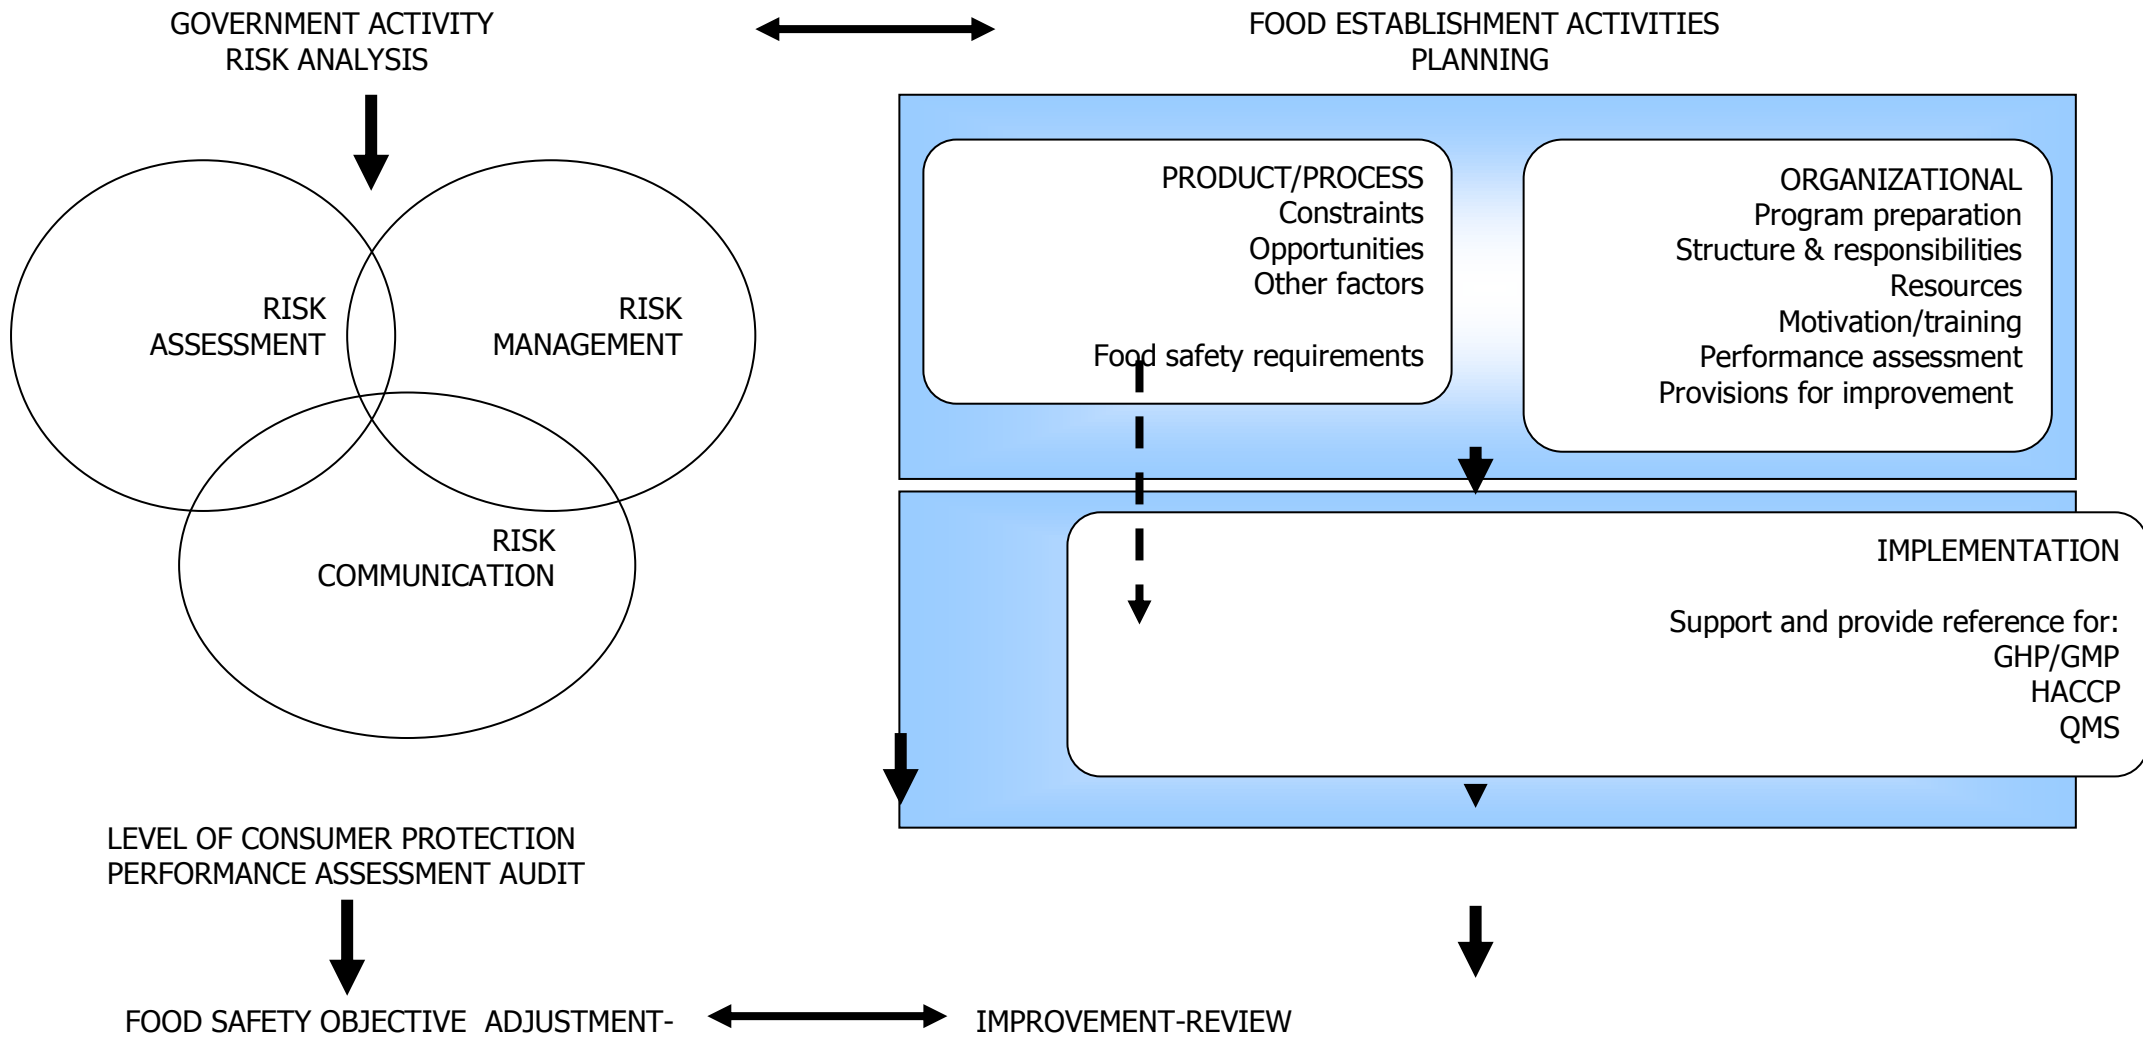 GOVERNMENT ACTIVITY
RISK ANALYSIS
FOOD ESTABLISHMENT ACTIVITIES
PLANNING
RISK
ASSESSMENT
RISK
MANAGEMENT
RISK
COMMUNICATION
PRODUCT/PROCESS
Constraints
Opportunities
Other factors
Food safety requirements
ORGANIZATIONAL
Program preparation
Structure & responsibilities
Resources
Motivation/training
Performance assessment
Provisions for improvement
IMPLEMENTATION
Support and provide reference for:
GHP/GMP
HACCP
QMS
LEVEL OF CONSUMER PROTECTION
PERFORMANCE ASSESSMENT AUDIT
FOOD SAFETY OBJECTIVE ADJUSTMENT-
IMPROVEMENT-REVIEW